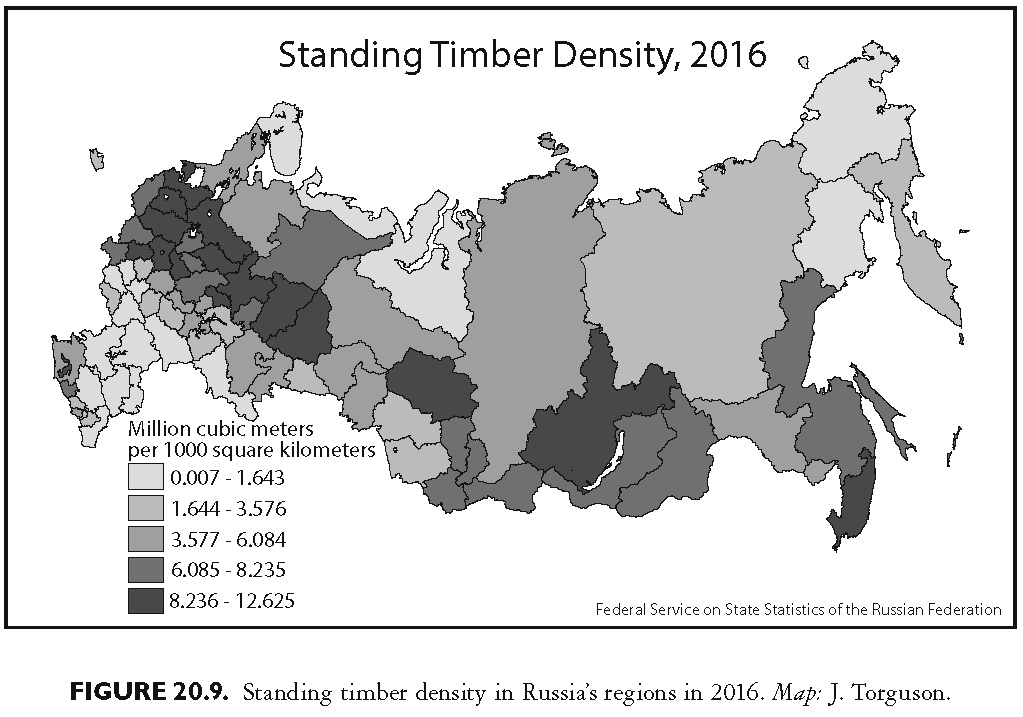 Standing Timber Density, 2016
Million cubic meters
per 1000 square kilometers
0.007 - 1.643
1.644 - 3.576
3.577 - 6.084
6.085 - 8.235
8.236 - 12.625
Federal Service on State Statistics of the Russian Federation
FIGURE 20.9. Standing timber density in Russia's regions in 2016. Map: J. Torguson.